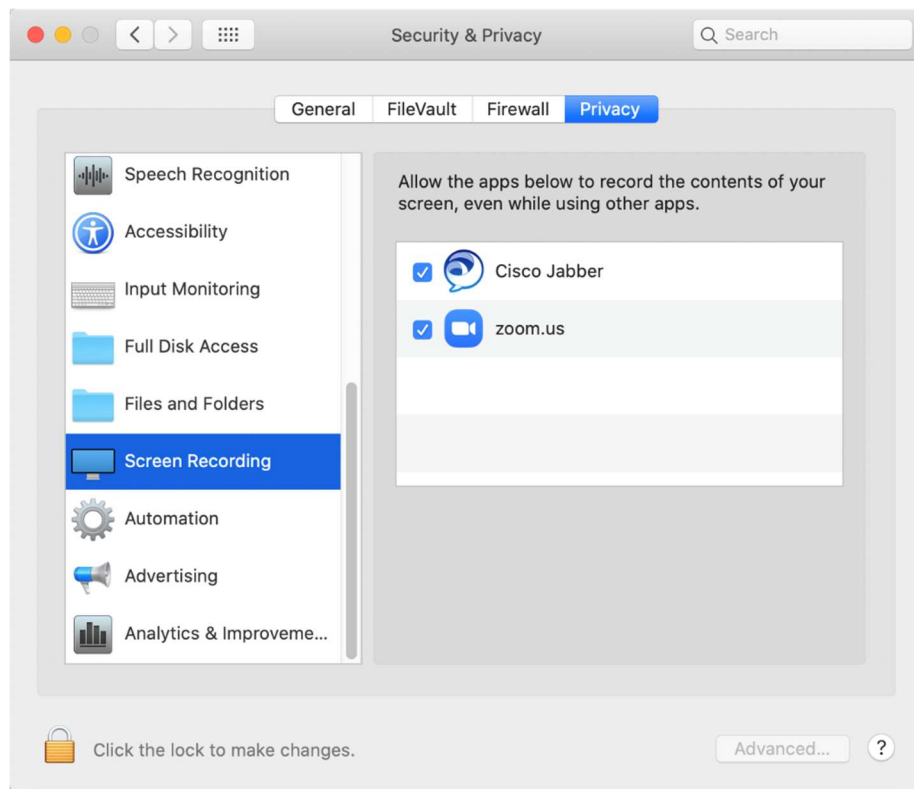 Security & Privacy
Search
General FileVault Firewall Privacy
Speech Recognition
Accessibility
Input Monitoring
Full Disk Access
Files and Folders
Screen Recording
Automation
Advertising
Analytics & Improveme...
Allow the apps below to record the contents of your
screen, even while using other apps.
Cisco Jabber
zoom.us
Click the lock to make changes.
Advanced...
?